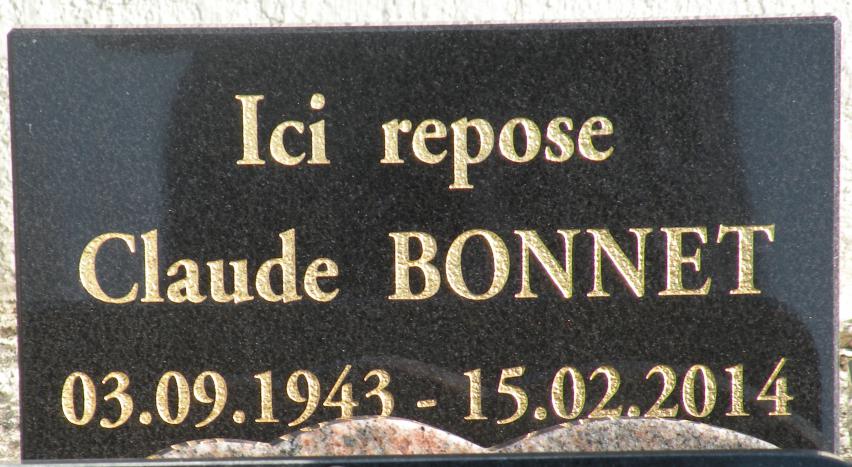 Ici repose
Claude BONNET
03.09.1943 - 15.02.2014